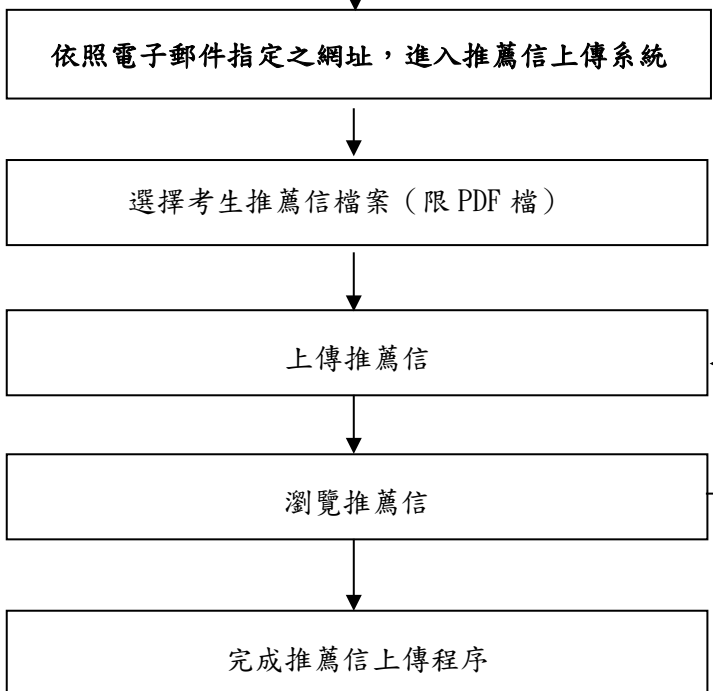 依照電子郵件指定之網址，進入推薦信上傳系統
選擇考生推薦信檔案（限 PDF 檔）
上傳推薦信
瀏覽推薦信
完成推薦信上傳程序